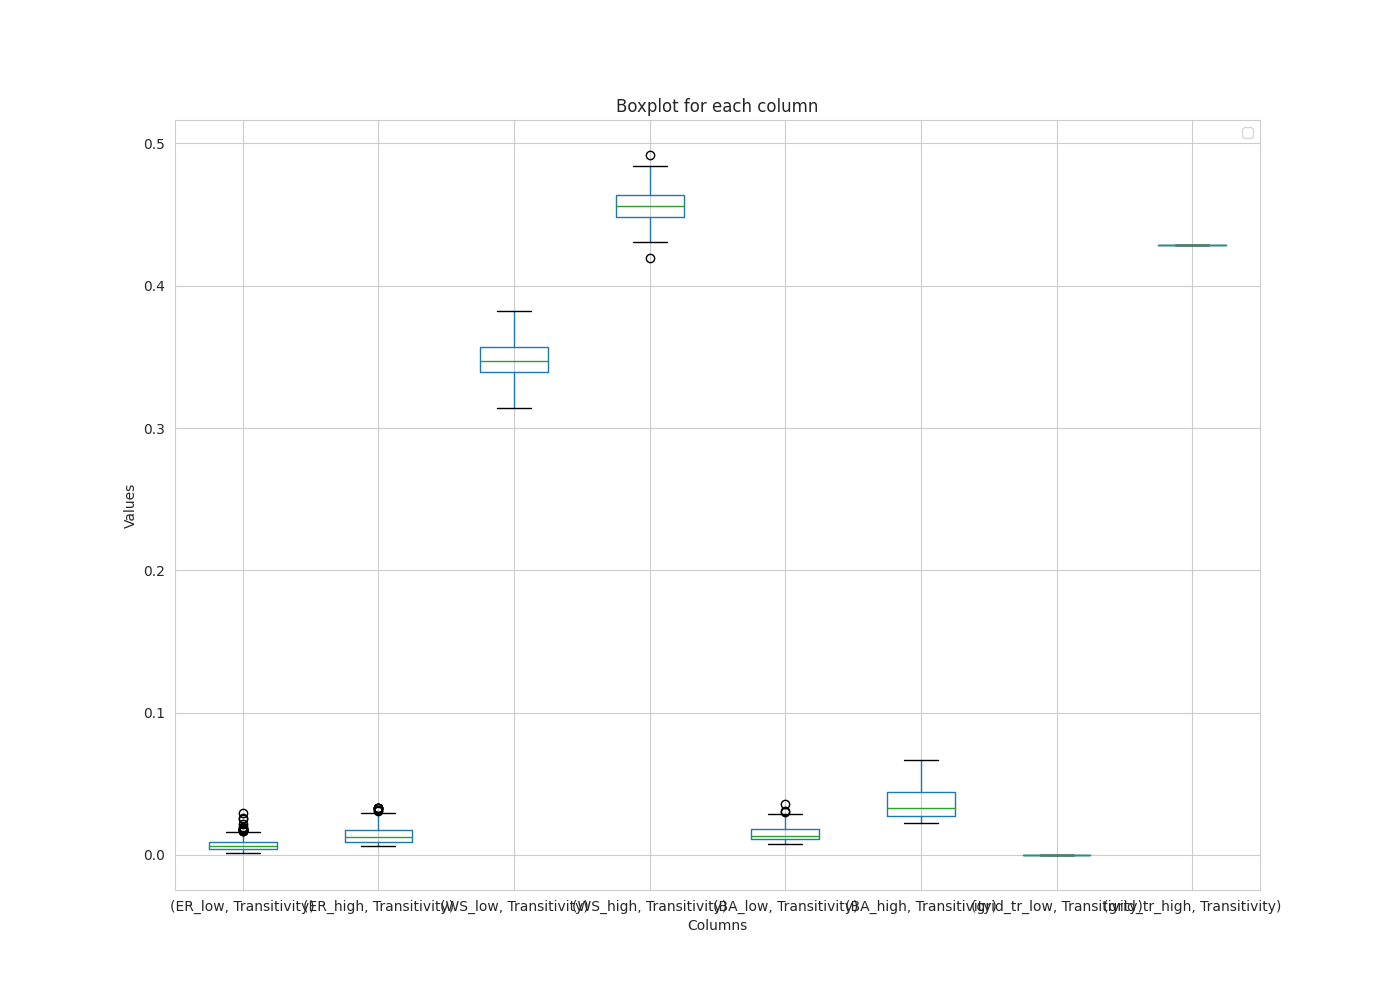 Boxplot for each column
0.5
0.4
0.3
0.2
0.1
0.0
Values
(ER_low, Transitivity)
(ER_high, Transitivity)
(WS_low, Transitivity)
(WS_high, Transitivity)
(BA_low, Transitivity)
(BA_high, Transitivity)
(grid_tr_low, Transitivity)
(grid_tr_high, Transitivity)
Columns